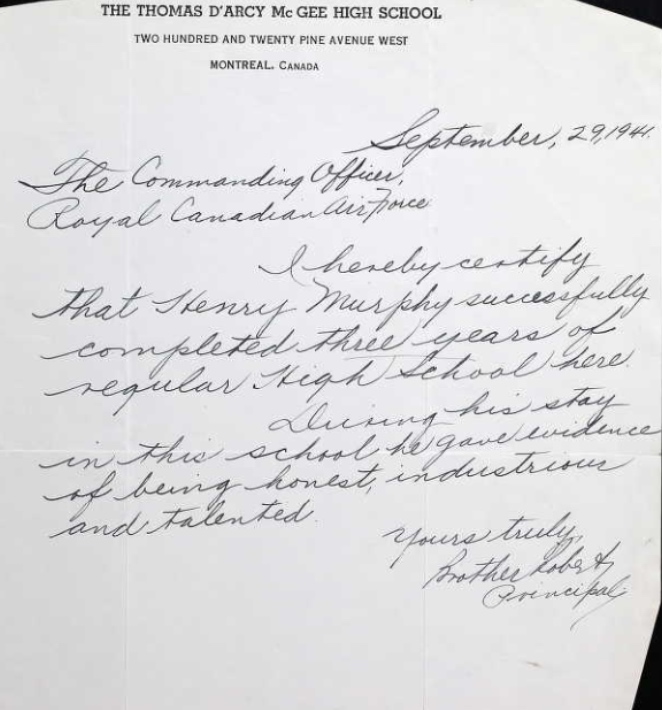 THE THOMAS D'ARCY Mc GEE HIGH SCHOOL
TWO HUNDRED AND TWENTY PINE AVENUE WEST
MONTREAL. CANADA
September, 29, 1941.
The Commanding Officer,
Royal Canadian Air Force
I hereby certify
that Henry Murphy successfully
completed three years of
regular High School here.
During his stay
in this school he gave evidence
of being honest, industrious
and talented.
Yours truly,
Brother Robert,
Principal.